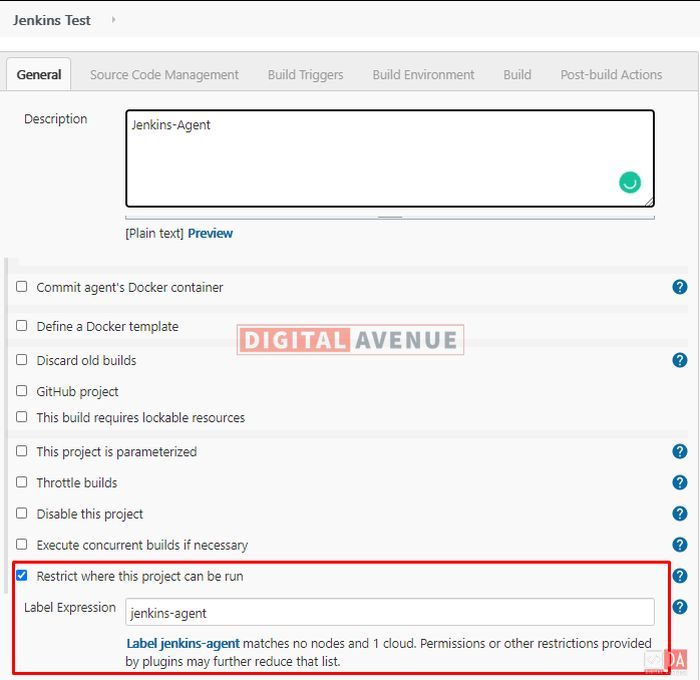 Jenkins Test
General Source Code Management Build Triggers Build Environment Build Post-build Actions
Description
Jenkins-Agent
[Plain text] Preview
Commit agent's Docker container ?
Define a Docker template
DIGITAL AVENUE
Discard old builds ?
GitHub project
This build requires lockable resources
This project is parameterized ?
Throttle builds ?
Disable this project ?
Execute concurrent builds if necessary ?
Restrict where this project can be run ?
Label Expression jenkins-agent ?
Label jenkins-agent matches no nodes and 1 cloud. Permissions or other restrictions provided
by plugins may further reduce that list.
DA